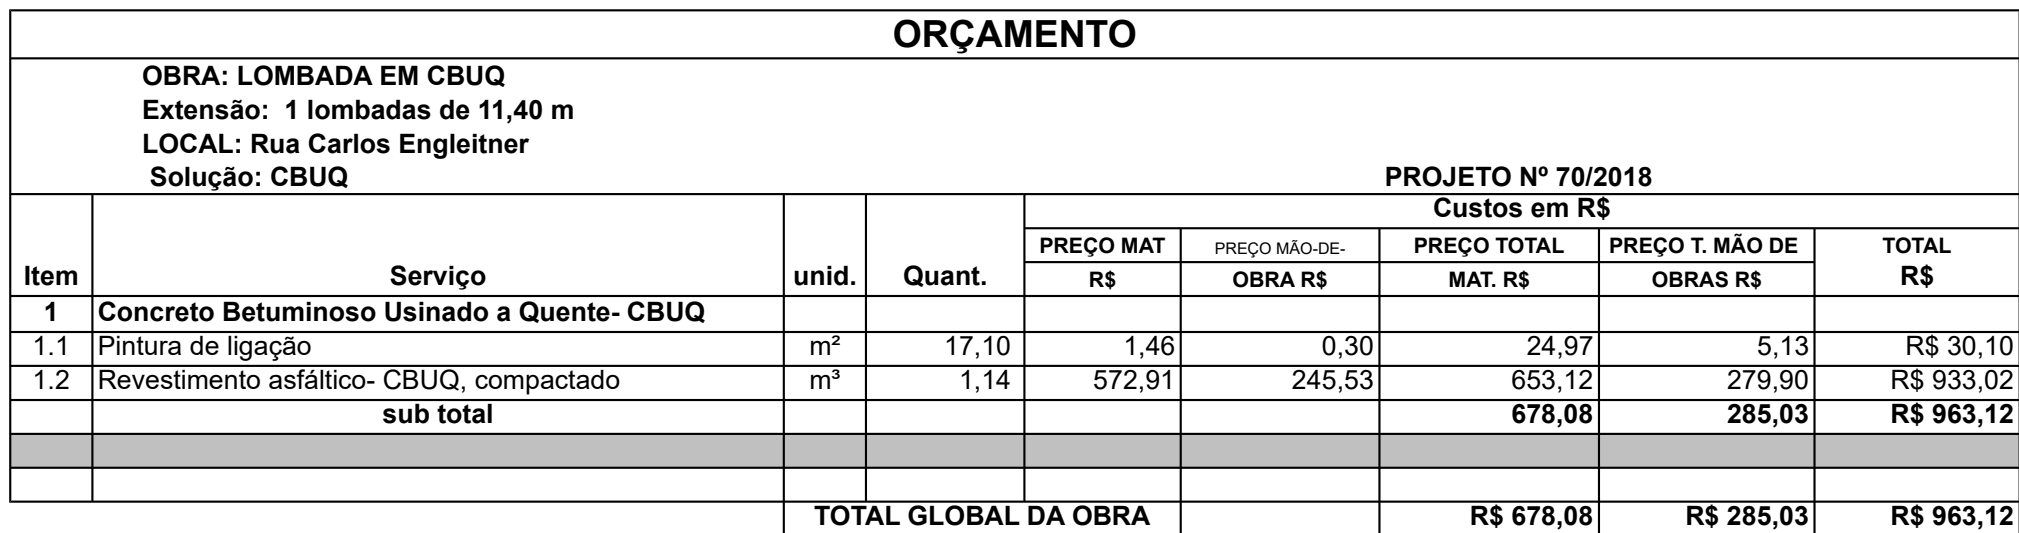 ORÇAMENTO
OBRA: LOMBADA EM CBUQ
Extensão: 1 lombadas de 11,40 m
LOCAL: Rua Carlos Engleitner
Solução: CBUQ PROJETO Nº 70/2018
Custos em R$
PREÇO MAT PREÇO MÃO-DE- PREÇO TOTAL PREÇO T. MÃO DE TOTAL
Item Serviço unid. Quant. R$ OBRA R$ MAT. R$ OBRAS R$ R$
1 Concreto Betuminoso Usinado a Quente- CBUQ
1.1 Pintura de ligação m² 17,10 1,46 0,30 24,97 5,13 R$ 30,10
1.2 Revestimento asfáltico- CBUQ, compactado m³ 1,14 572,91 245,53 653,12 279,90 R$ 933,02
sub total 678,08 285,03 R$ 963,12
TOTAL GLOBAL DA OBRA R$ 678,08 R$ 285,03 R$ 963,12